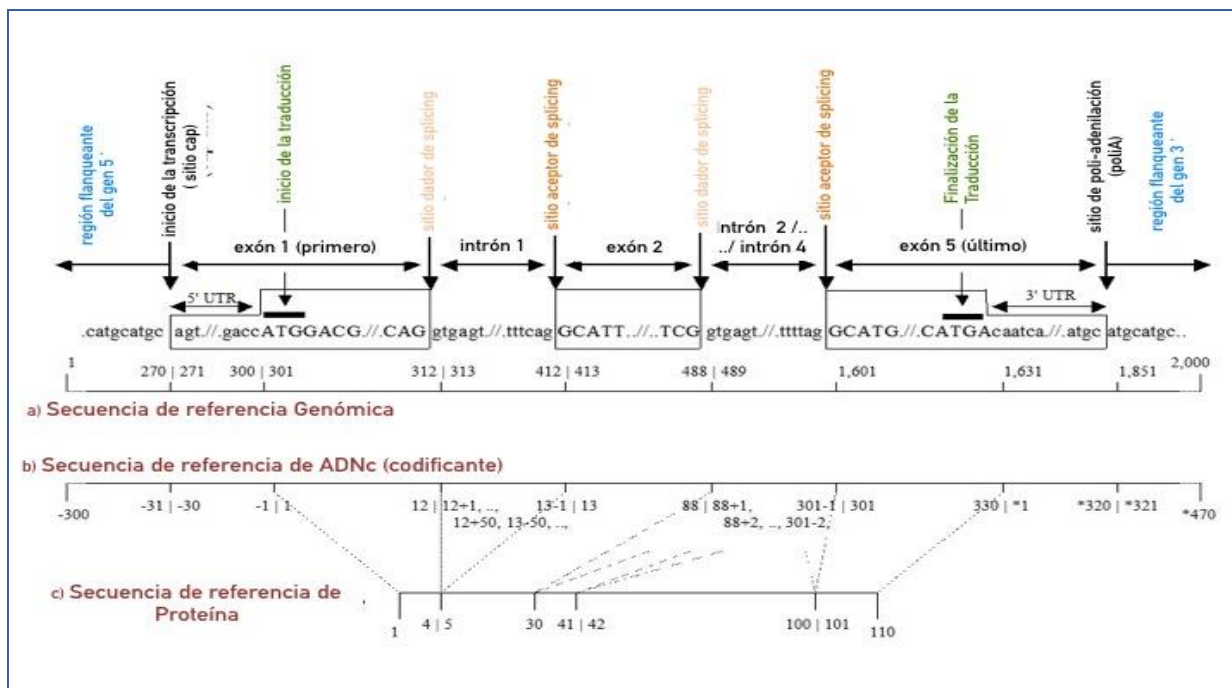 región flanqueante
del gen 5 '
inicio de la transcripción
( sitio cap)
inicio de la traducción
sitio dador de splicing
sitio aceptor de splicing
sitio dador de splicing
sitio aceptor de splicing
Finalización de la
Traducción
sitio de poli-adenilación
(poliA)
región flanqueante
del gen 3 '
exón 1 (primero)
intrón 1
exón 2
Intrón 2 /..
../ intrón 4
exón 5 (último)
5' UTR
3' UTR
.catgcatgc agt.//.gaccATGGACG.//CAG gtgagt.//tttcag GCATT..//..TCG gtgagt.//ttttag GCATG.//.CATGAcaatca.//atgc atgcatgc..
1 270 | 271 300 | 301 312 | 313 412 | 413 488 | 489 1,601 1,631 1,851 2,000
a) Secuencia de referencia Genómica
b) Secuencia de referencia de ADNc (codificante)
-300 -31 | -30 -1 | 1 12 | 12+1, .., 13-1 | 13 88 | 88+1, 301-1 | 301 330 | *1 *320 | *321 *470
12+50, 13-50, .., 88+2, .., 301-2,
c) Secuencia de referencia de
Proteína
1 4 | 5 30 41 | 42 100 | 101 110